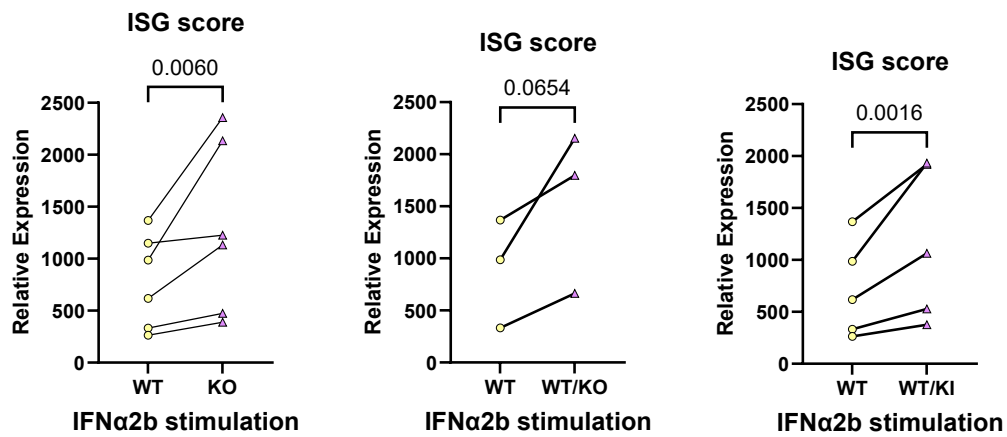 ISG score
0.0060
2500
2000
1500
1000
500
0
Relative Expression
WT KO
IFNα2b stimulation
ISG score
0.0654
2500
2000
1500
1000
500
0
Relative Expression
WT WT/KO
IFNα2b stimulation
ISG score
0.0016
2500
2000
1500
1000
500
0
Relative Expression
WT WT/KI
IFNα2b stimulation